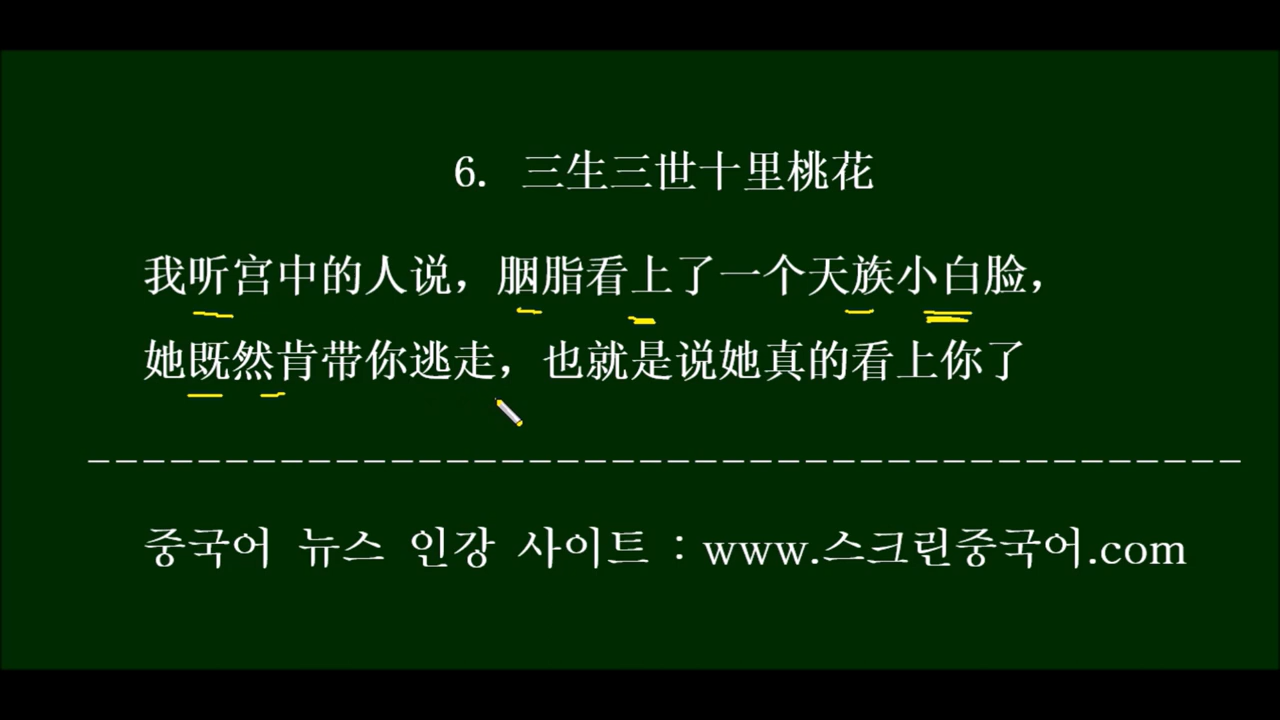 6. 三生三世十里桃花
我听宫中的人说，胭脂看上了一个天族小白脸，
她既然肯带你逃走，也就是说她真的看上你了
중국어 뉴스 인강 사이트 : www.스크린중국어.com